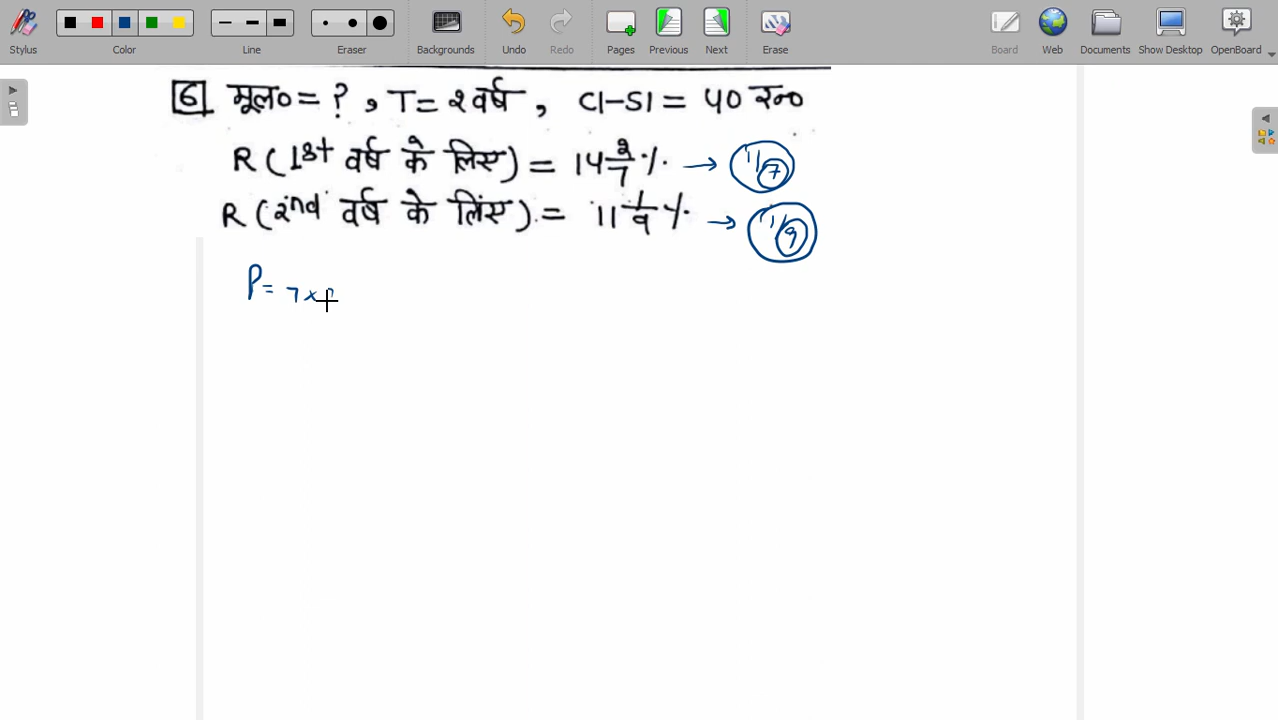 Stylus Color Line Eraser Backgrounds Undo Redo Pages Previous Next Erase Board Web Documents Show Desktop OpenBoard
6 मूल० = ? , T = २ वर्ष , CI-SI = 40 रु०
R (1st वर्ष के लिए) = 14 2/7 % → 1/7
R (2nd वर्ष के लिए) = 11 1/9 % → 1/9
P = 7 x